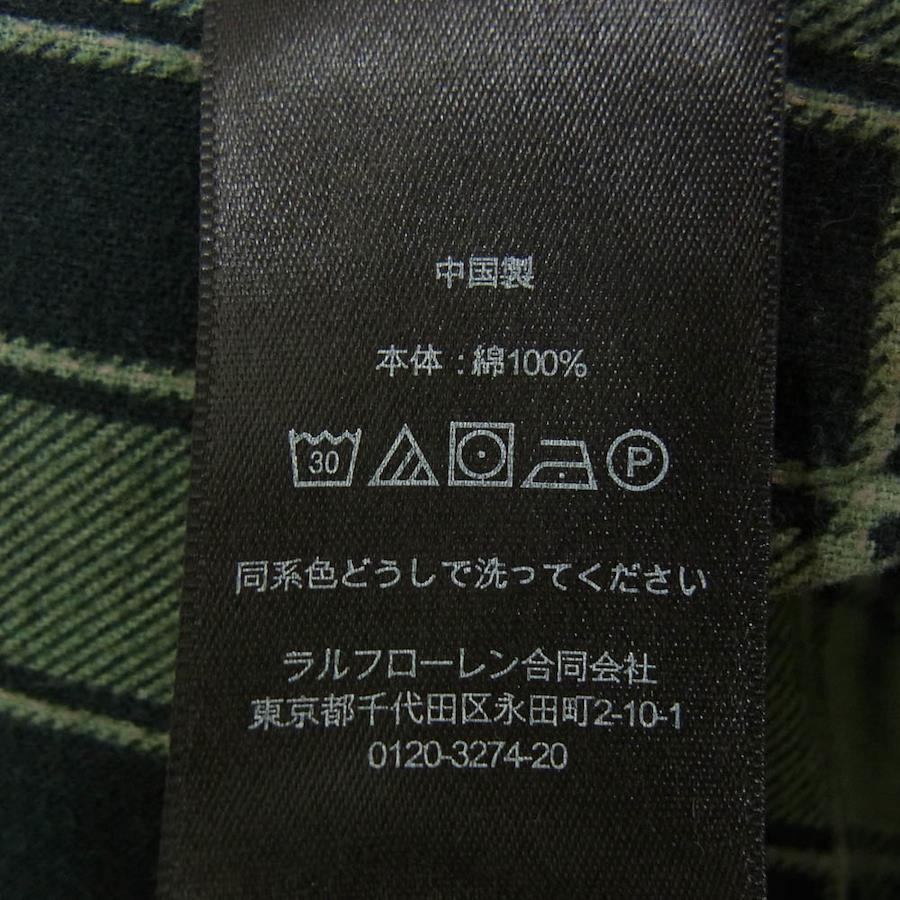 中国製
本体：綿100%
30 P
同系色どうしで洗ってください
ラルフローレン合同会社
東京都千代田区永田町2-10-1
0120-3274-20